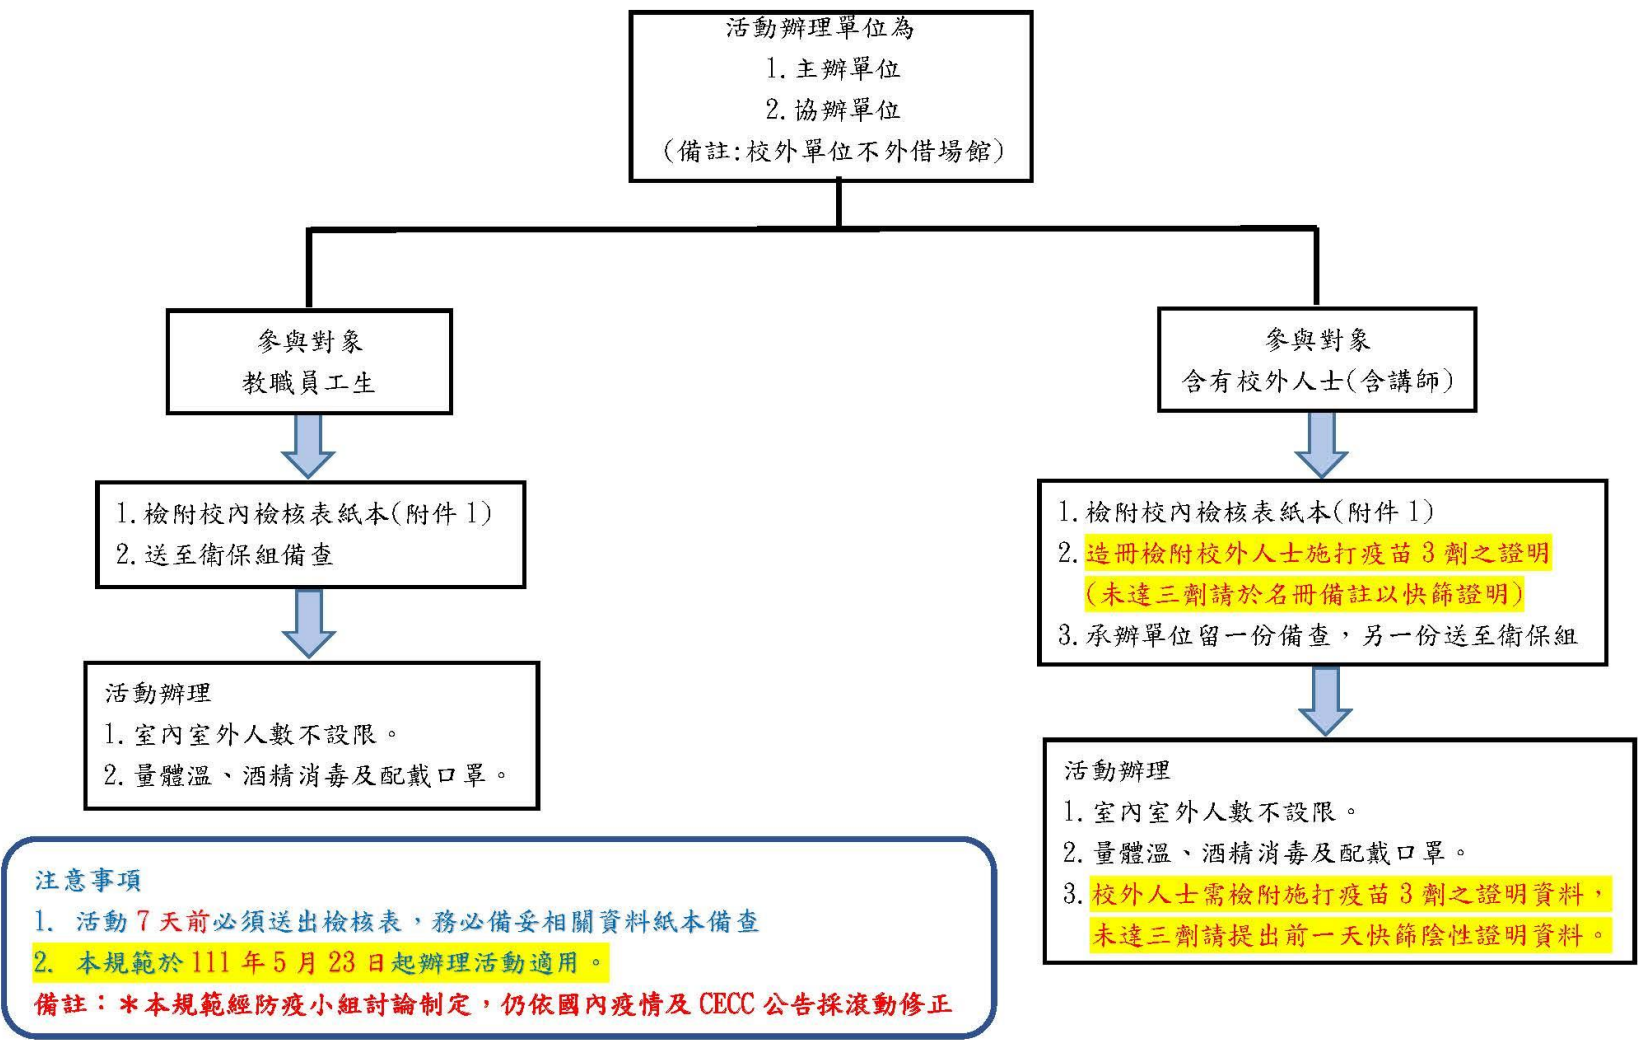 活動辦理單位為
1.主辦單位
2.協辦單位
(備註:校外單位不外借場館)
參與對象
教職員工生
1.檢附校內檢核表紙本(附件1)
2.送至衛保組備查
活動辦理
1.室內室外人數不設限。
2.量體溫、酒精消毒及配戴口罩。
參與對象
含有校外人士(含講師)
1.檢附校內檢核表紙本(附件1)
2.造冊檢附校外人士施打疫苗3劑之證明
(未達三劑請於名冊備註以快篩證明)
3.承辦單位留一份備查,另一份送至衛保組
活動辦理
1.室內室外人數不設限。
2.量體溫、酒精消毒及配戴口罩。
3.校外人士需檢附施打疫苗3劑之證明資料,
未達三劑請提出前一天快篩陰性證明資料。
注意事項
1. 活動7天前必須送出檢核表,務必備妥相關資料紙本備查
2. 本規範於111年5月23日起辦理活動適用。
備註:＊本規範經防疫小組討論制定,仍依國內疫情及CECC公告採滾動修正